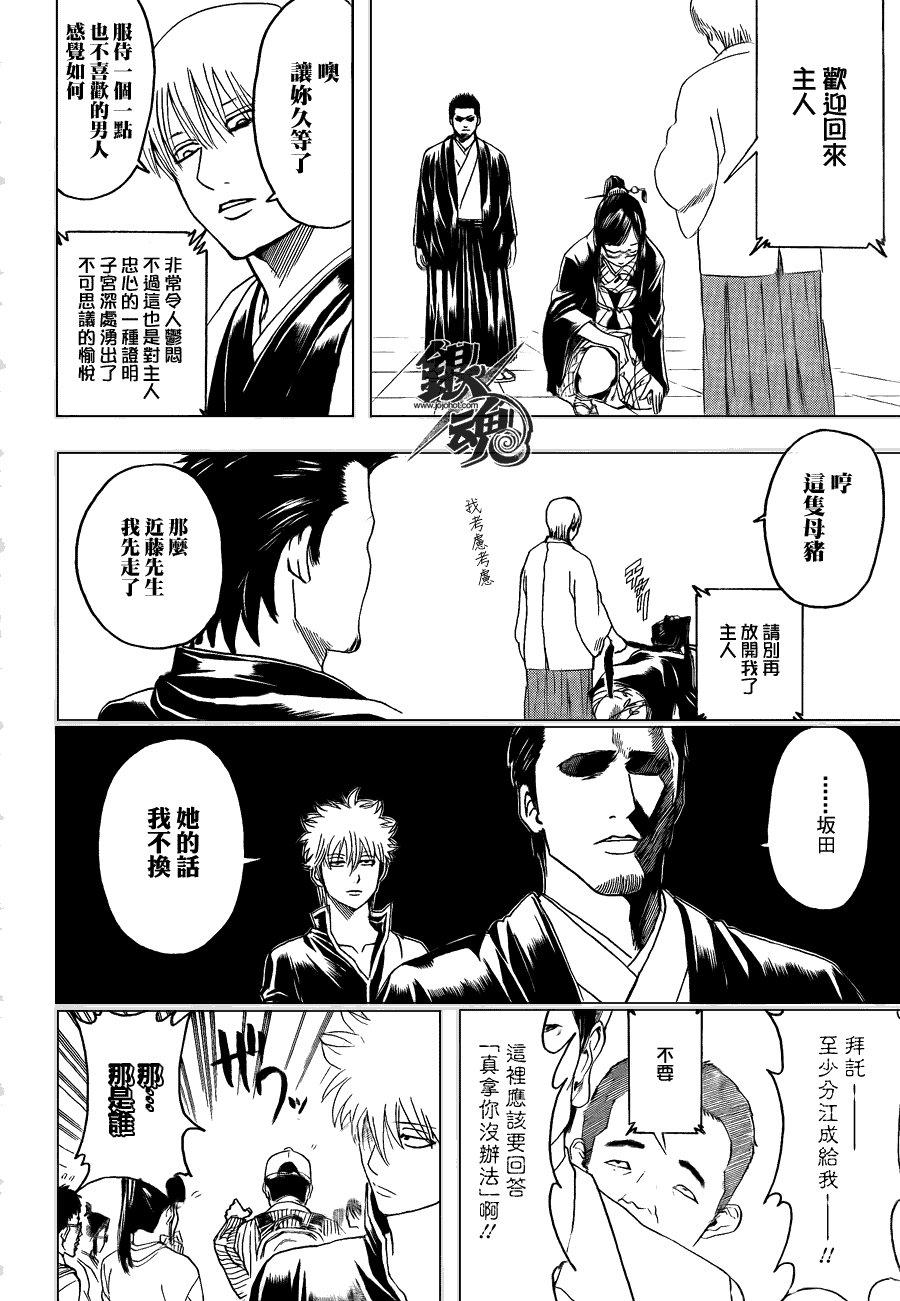 歡迎回來
主人
噢
讓妳久等了
服侍一個一點
也不喜歡的男人
感覺如何
非常令人鬱悶
不過這也是對主人
忠心的一種證明
子宮深處湧出了
不可思議的愉悅
銀魂
www.jojohot.com
哼
這隻母豬
請別再
放開我了
主人
我考慮考慮
那麼
近藤先生
我先走了
……坂田
她的話
我不換
拜託——
至少分江成給我——!!
不要
這裡應該要回答
「真拿你沒辦法」啊!!
那…
那是誰